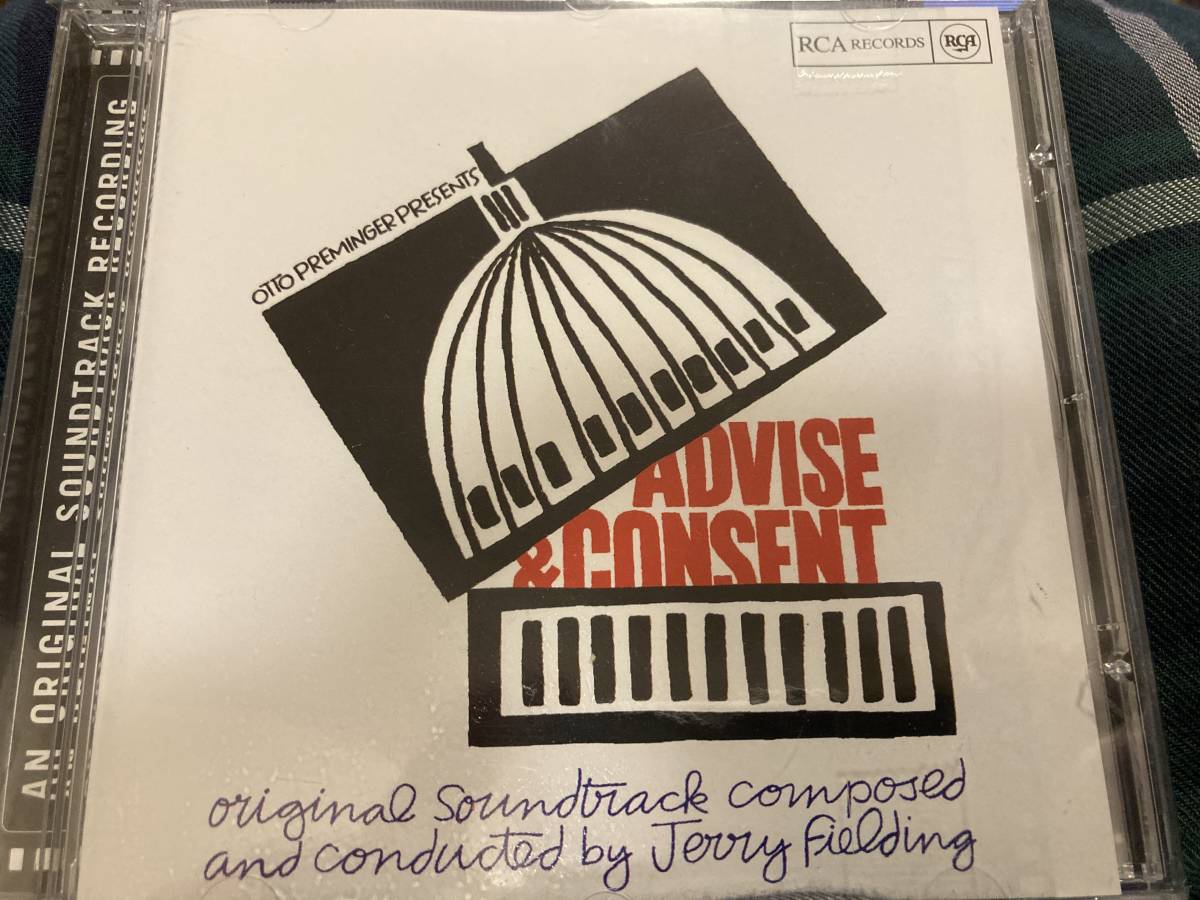 RCA RECORDS RCA
OTTO PREMINGER PRESENTS
ADVISE
&CONSENT
original soundtrack composed
and conducted by Jerry Fielding
AN ORIGINAL SOUNDTRACK RECORDING